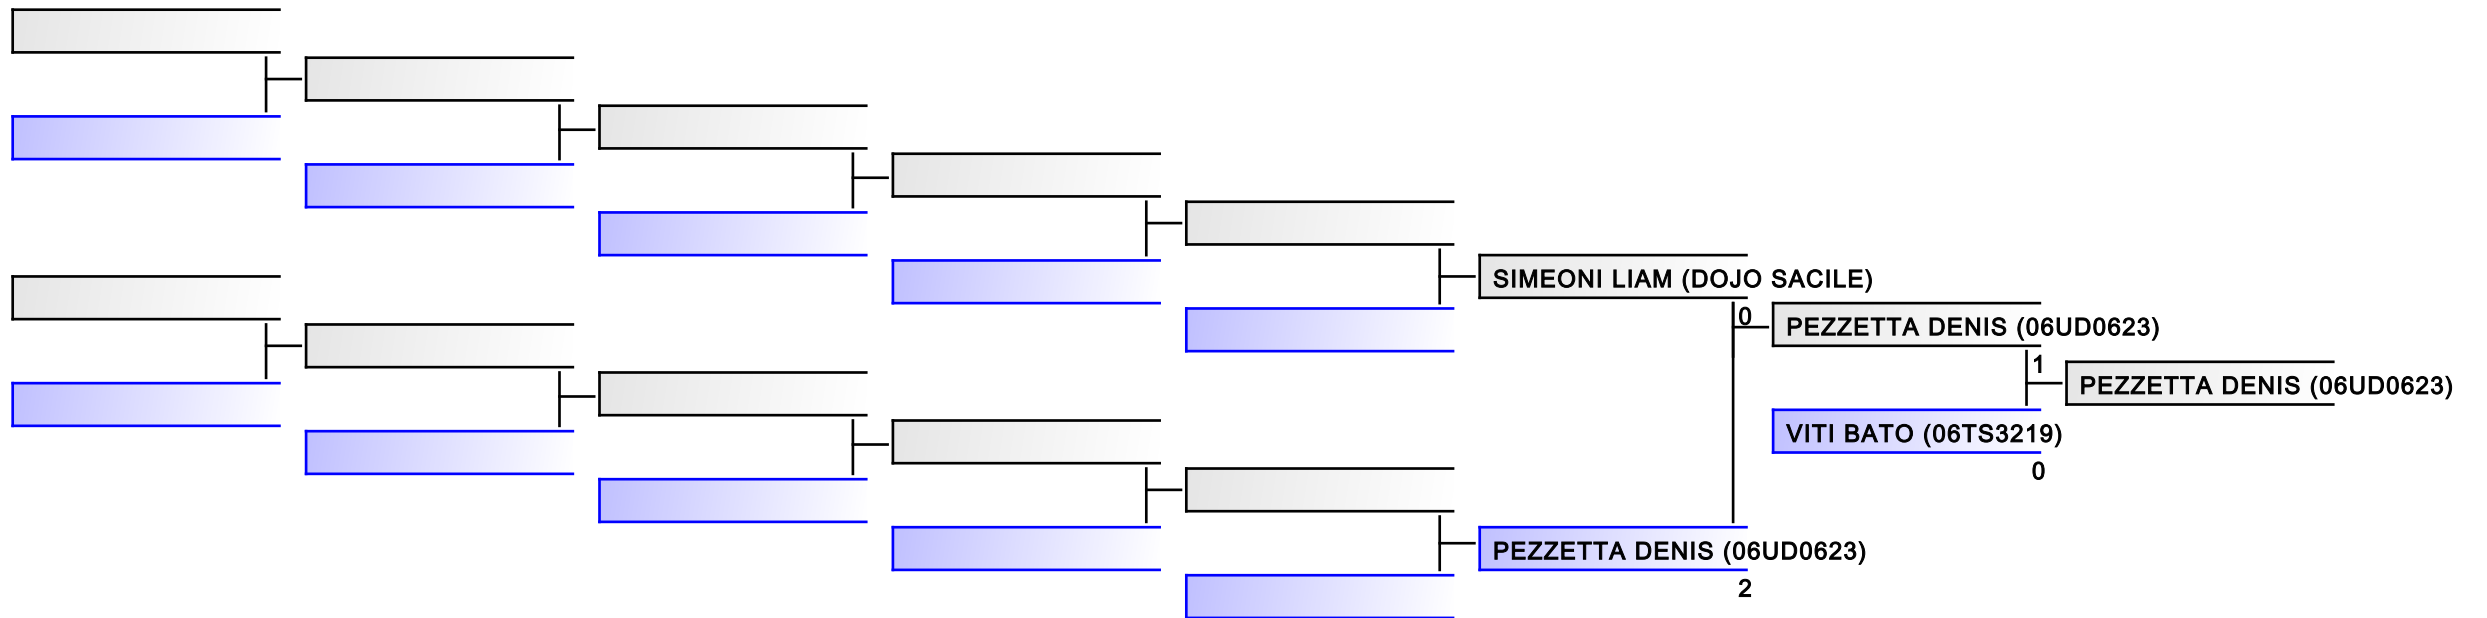 SIMEONI LIAM (DOJO SACILE)
0
PEZZETTA DENIS (06UD0623)
1
PEZZETTA DENIS (06UD0623)
VITI BATO (06TS3219)
0
PEZZETTA DENIS (06UD0623)
2